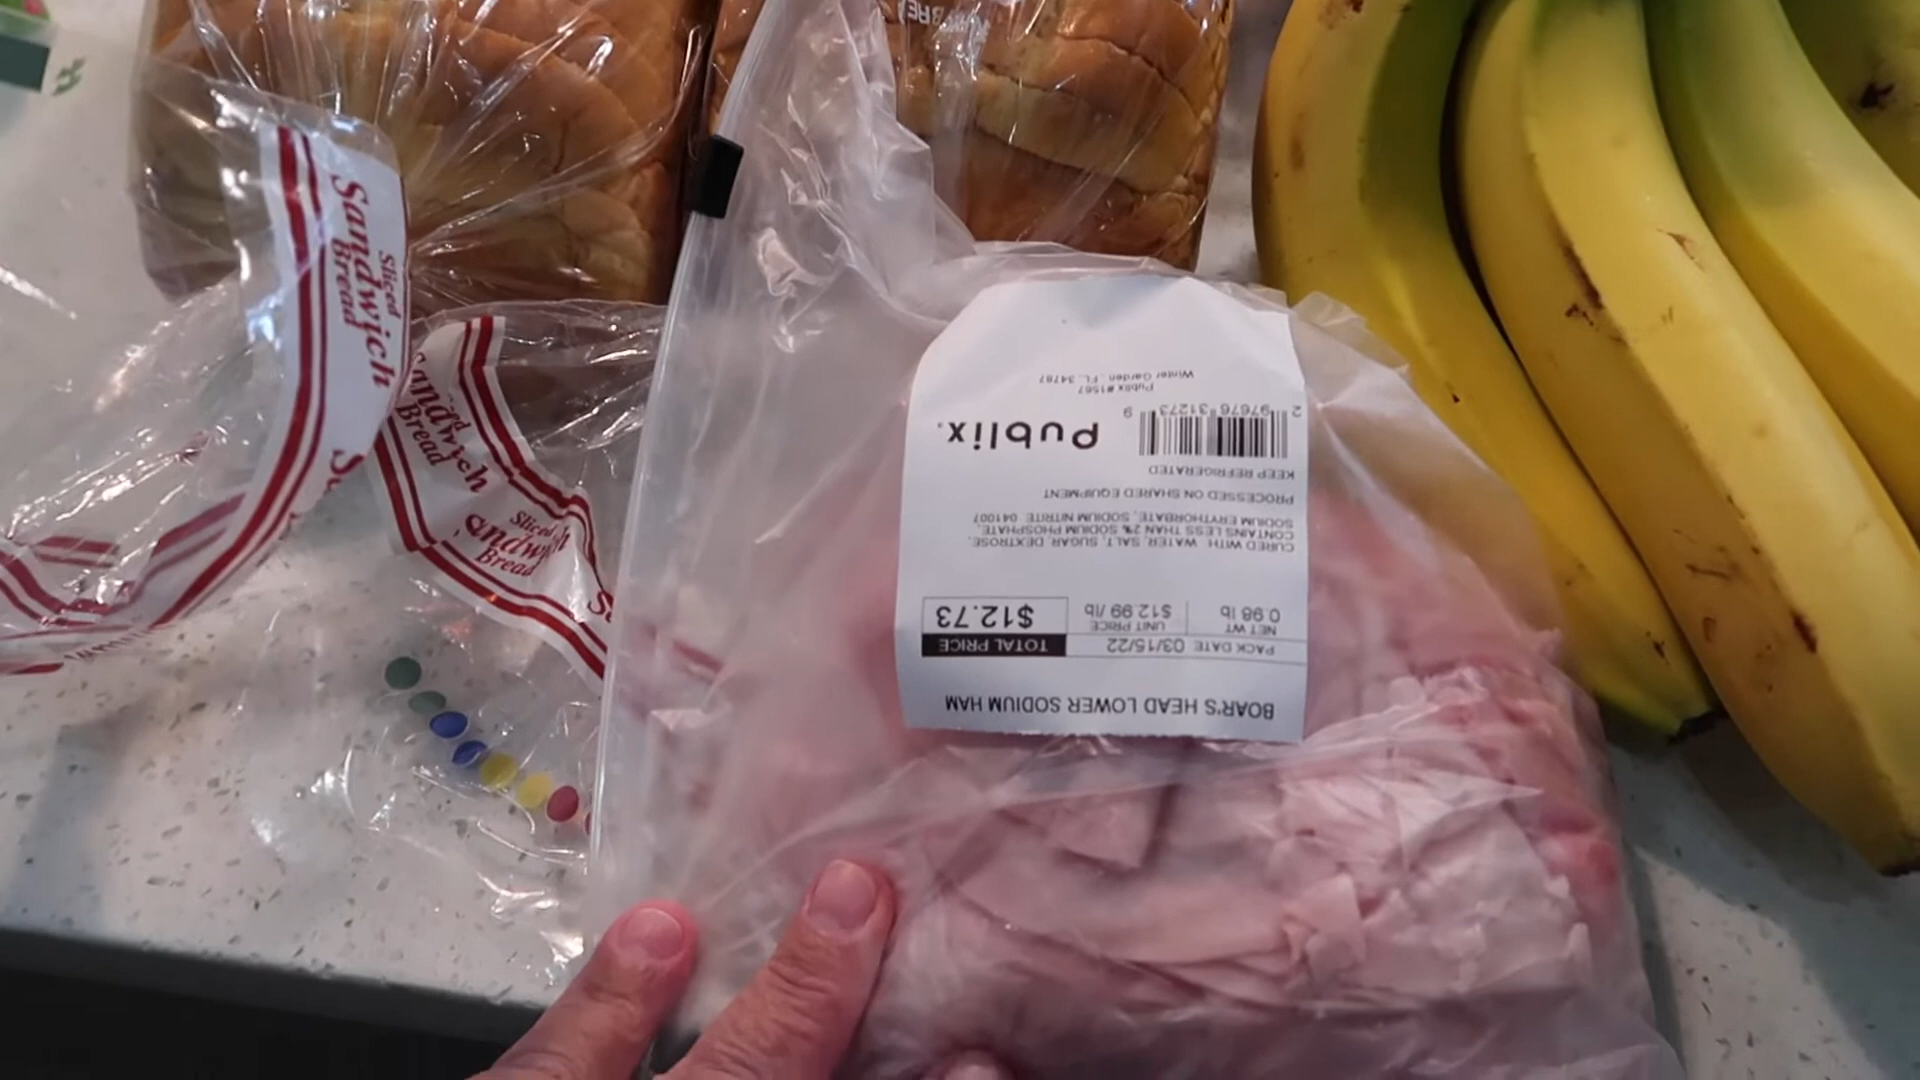 BOAR'S HEAD LOWER SODIUM HAM
PACK DATE 03/15/22
TOTAL PRICE
NET WT
0.98 lb
UNIT PRICE
$12.99 /lb
$12.73
CURED WITH: WATER, SALT, SUGAR, DEXTROSE,
CONTAINS LESS THAN 2% SODIUM PHOSPHATE,
SODIUM ERYTHORBATE, SODIUM NITRITE 041007
PROCESSED ON SHARED EQUIPMENT
KEEP REFRIGERATED
2 97676 31273 9
Publix.
Publix #1567
Winter Garden, FL 34787
Sliced
Sandwich
Bread
Sandwich
Bread
Sliced
Sandwich
Bread